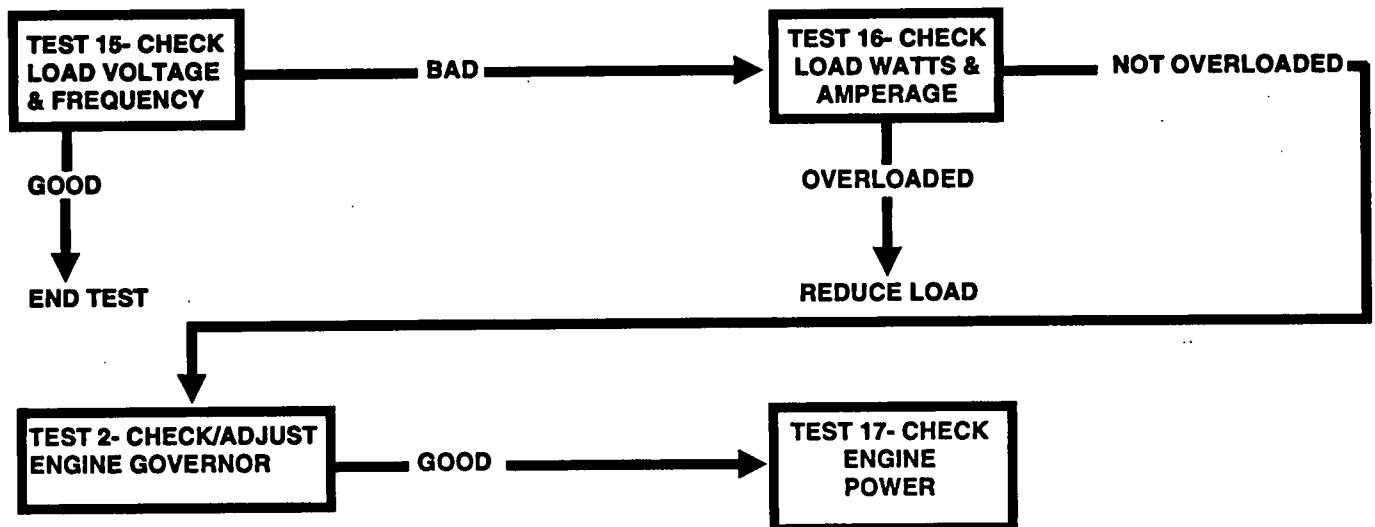 TEST 15- CHECK
LOAD VOLTAGE
& FREQUENCY
BAD
TEST 16- CHECK
LOAD WATTS &
AMPERAGE
NOT OVERLOADED
GOOD
OVERLOADED
END TEST
REDUCE LOAD
TEST 2- CHECK/ADJUST
ENGINE GOVERNOR
GOOD
TEST 17- CHECK
ENGINE
POWER